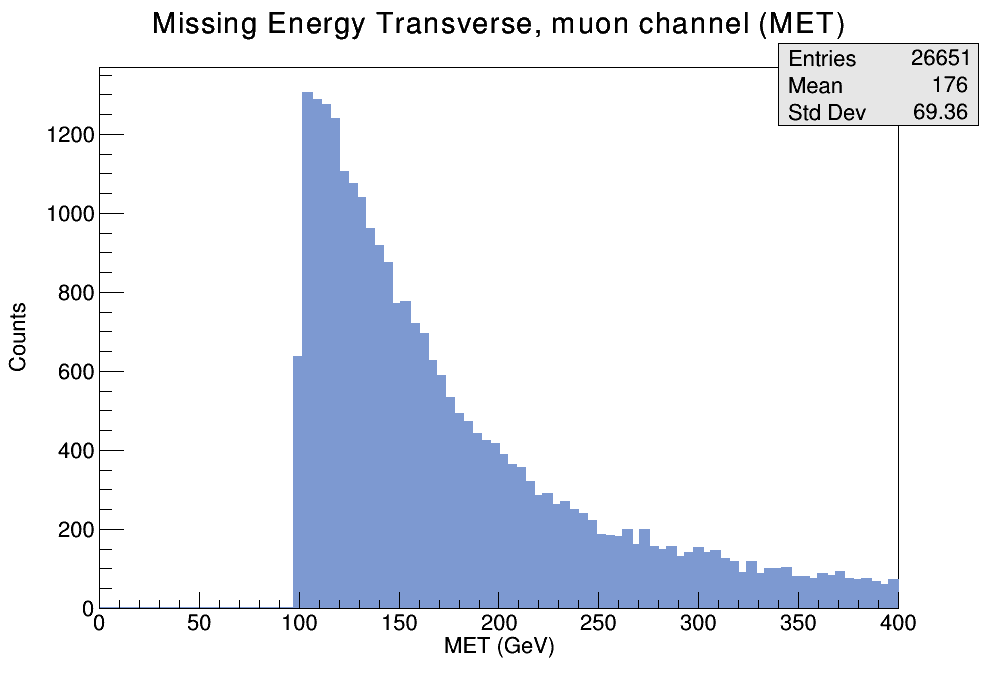 Missing Energy Transverse, muon channel (MET)
Entries 26651
Mean 176
Std Dev 69.36
1200
1000
800
600
400
200
0
Counts
0 50 100 150 200 250 300 350 400
MET (GeV)